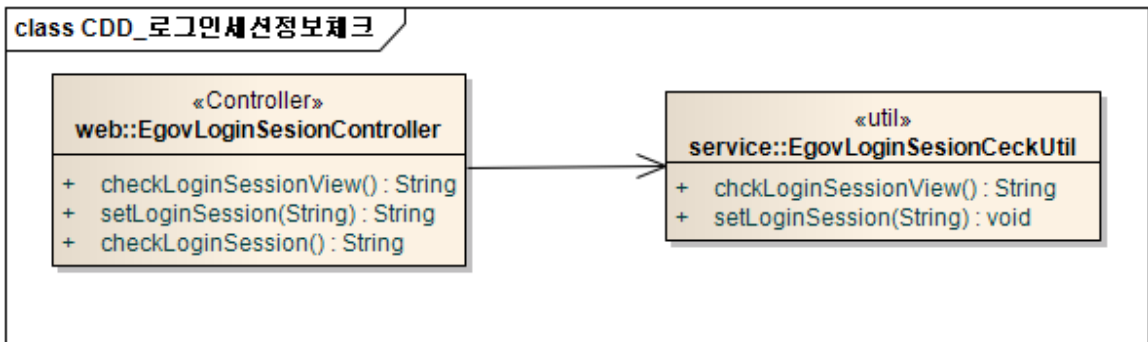 class CDD_로그인세션정보체크
«Controller»
web::EgovLoginSesionController
+ checkLoginSessionView() : String
+ setLoginSession(String) : String
+ checkLoginSession() : String
«util»
service::EgovLoginSesionCeckUtil
+ chckLoginSessionView() : String
+ setLoginSession(String) : void